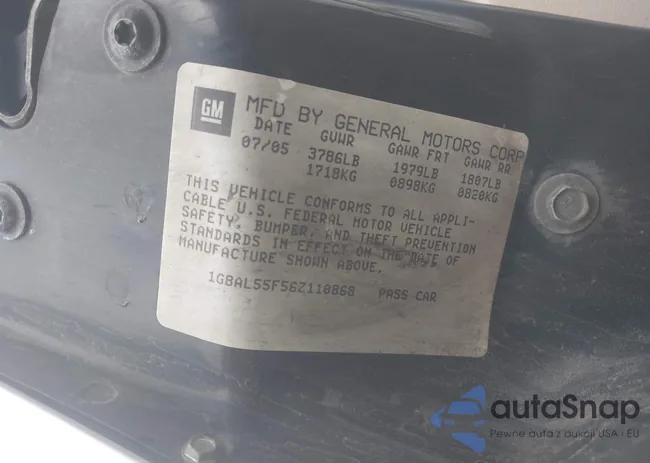 GM MFD BY GENERAL MOTORS CORP
DATE GVWR GAWR FRT GAWR RR
07/05 3786LB 1979LB 1807LB
1718KG 0898KG 0820KG
THIS VEHICLE CONFORMS TO ALL APPLI-
CABLE U.S. FEDERAL MOTOR VEHICLE
SAFETY, BUMPER, AND THEFT PREVENTION
STANDARDS IN EFFECT ON THE DATE OF
MANUFACTURE SHOWN ABOVE.
1G8AL55F56Z110868 PASS CAR
autaSnap
Pewne auta z aukcji USA i EU